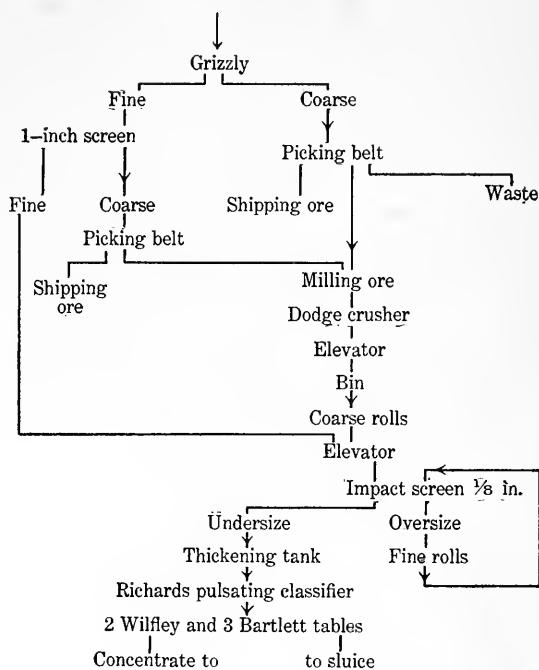 Grizzly
Fine Coarse
1-inch screen
Picking belt
Fine Coarse Shipping ore Waste
Picking belt
Shipping ore
Milling ore
Dodge crusher
Elevator
Bin
Coarse rolls
Elevator
Impact screen ⅛ in.
Undersize Oversize
Thickening tank Fine rolls
Richards pulsating classifier
2 Wilfley and 3 Bartlett tables
Concentrate to to sluice